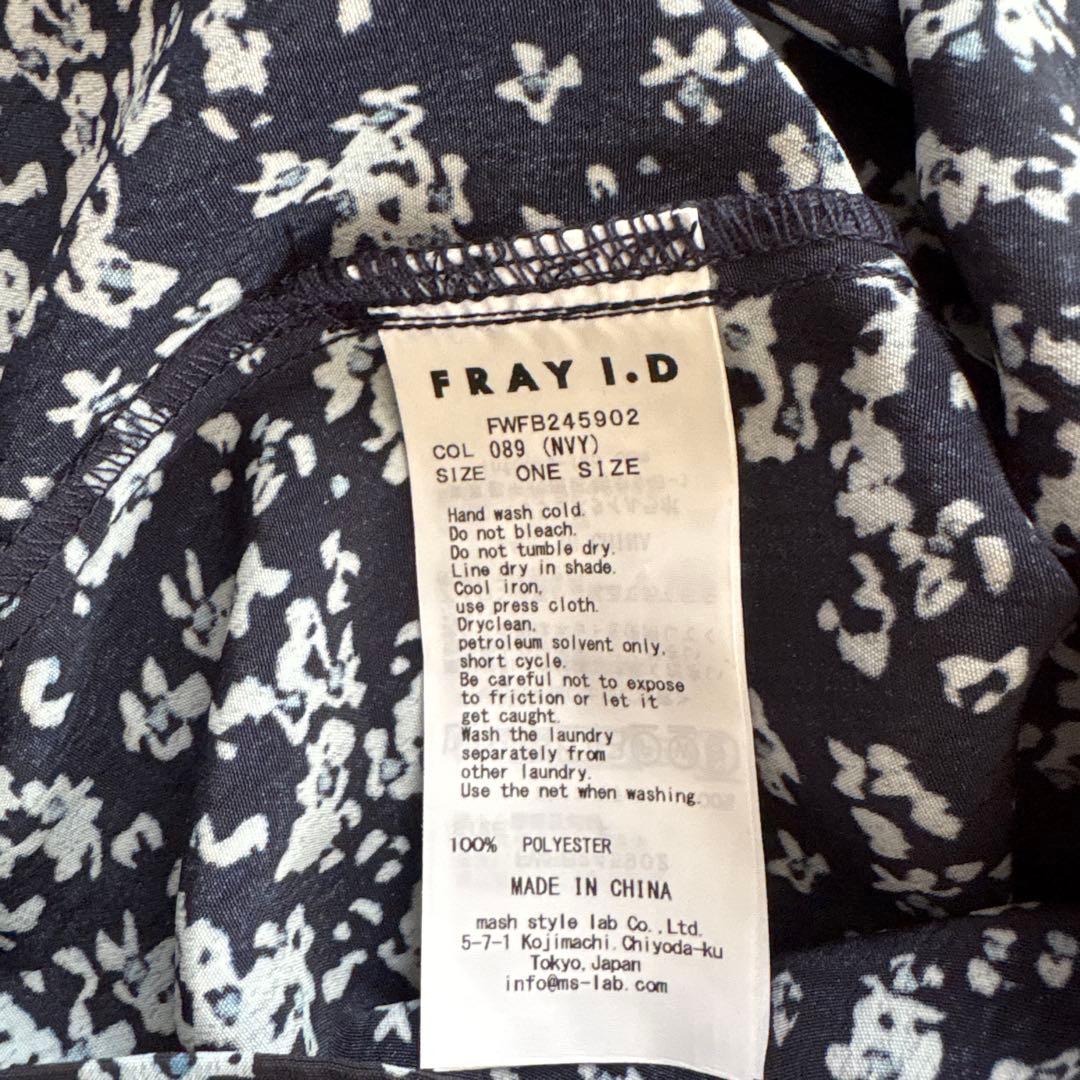 FRAY I.D
FWFB245902
COL 089 (NVY)
SIZE ONE SIZE
Hand wash cold.
Do not bleach.
Do not tumble dry.
Line dry in shade.
Cool iron,
use press cloth.
Dryclean,
petroleum solvent only,
short cycle.
Be careful not to expose
to friction or let it
get caught.
Wash the laundry
separately from
other laundry.
Use the net when washing.
100% POLYESTER
MADE IN CHINA
mash style lab Co.,Ltd.
5-7-1 Kojimachi, Chiyoda-ku
Tokyo, Japan
info@ms-lab.com